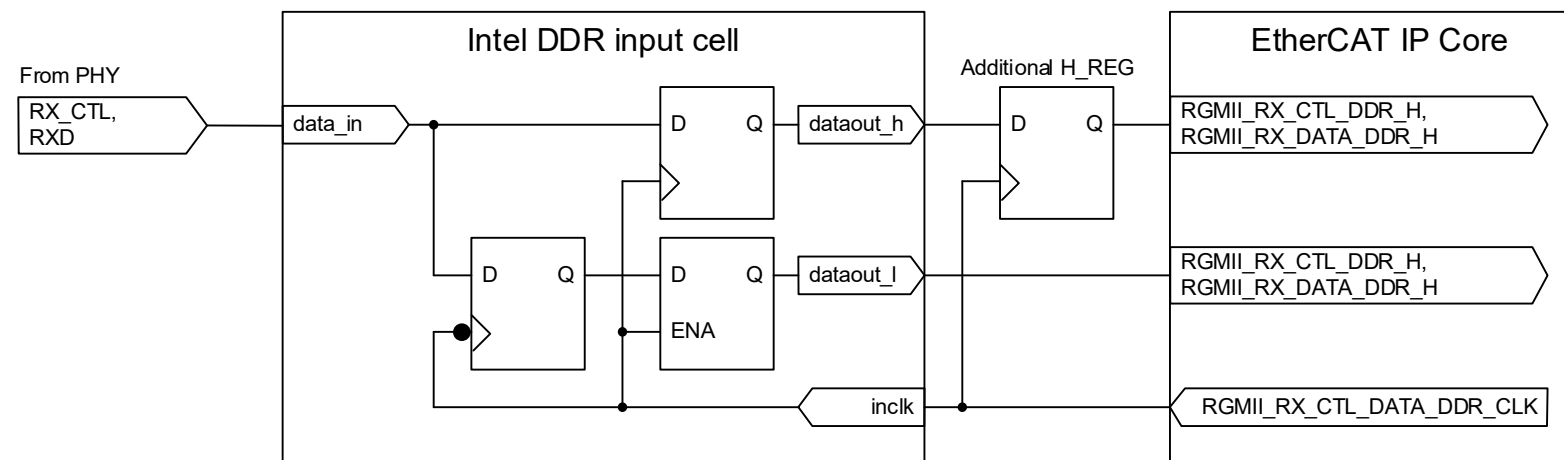 Intel DDR input cell
EtherCAT IP Core
From PHY
Additional H_REG
RX_CTL,
RXD
data_in
D
Q
dataout_h
D
Q
RGMII_RX_CTL_DDR_H,
RGMII_RX_DATA_DDR_H
D
Q
D
Q
dataout_l
RGMII_RX_CTL_DDR_H,
RGMII_RX_DATA_DDR_H
ENA
inclk
RGMII_RX_CTL_DATA_DDR_CLK